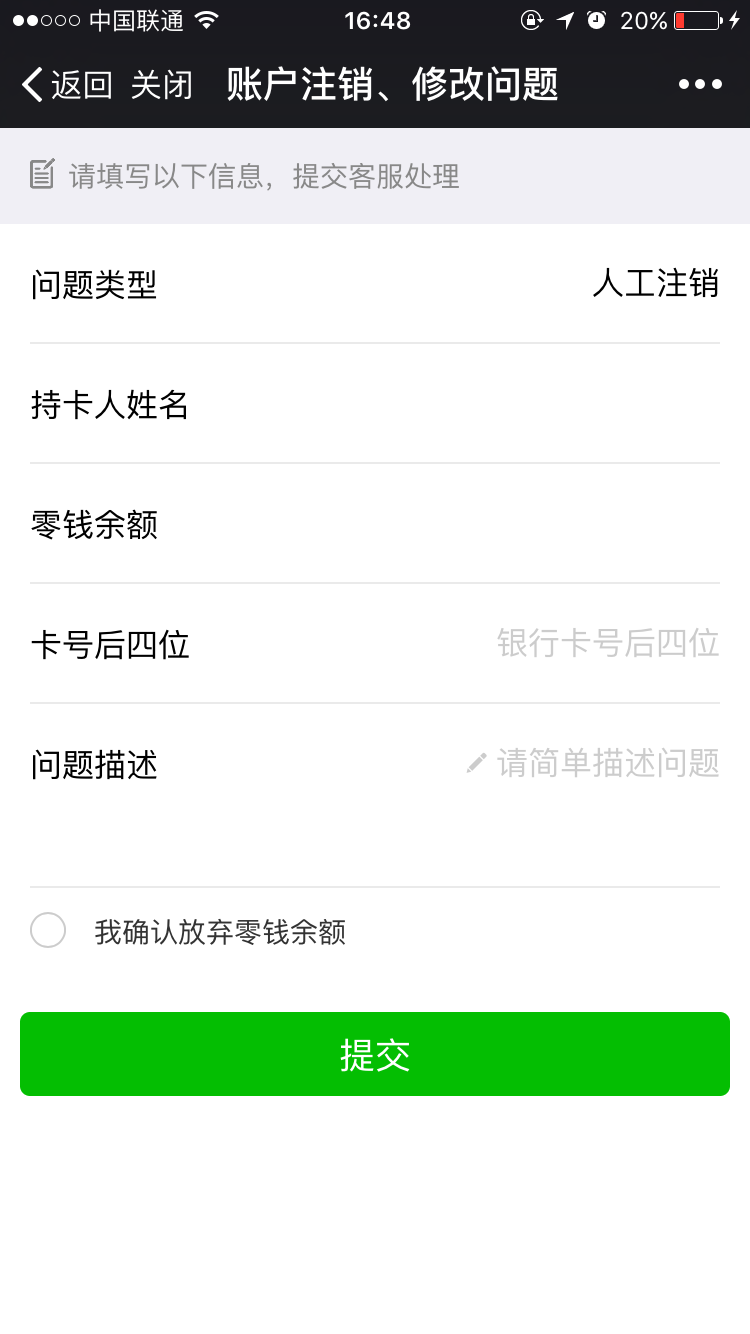 中国联通 16:48 20%
返回 关闭 账户注销、修改问题
请填写以下信息，提交客服处理
问题类型 人工注销
持卡人姓名
零钱余额
卡号后四位 银行卡号后四位
问题描述 请简单描述问题
我确认放弃零钱余额
提交